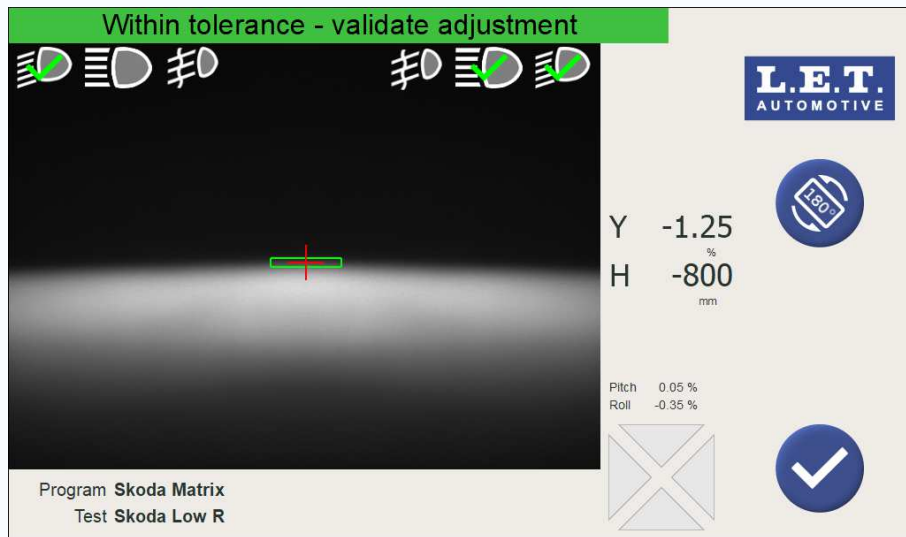 Within tolerance - validate adjustment
L.E.T.
AUTOMOTIVE
180°
Y -1.25
%
H -800
mm
Pitch 0.05 %
Roll -0.35 %
Program Skoda Matrix
Test Skoda Low R